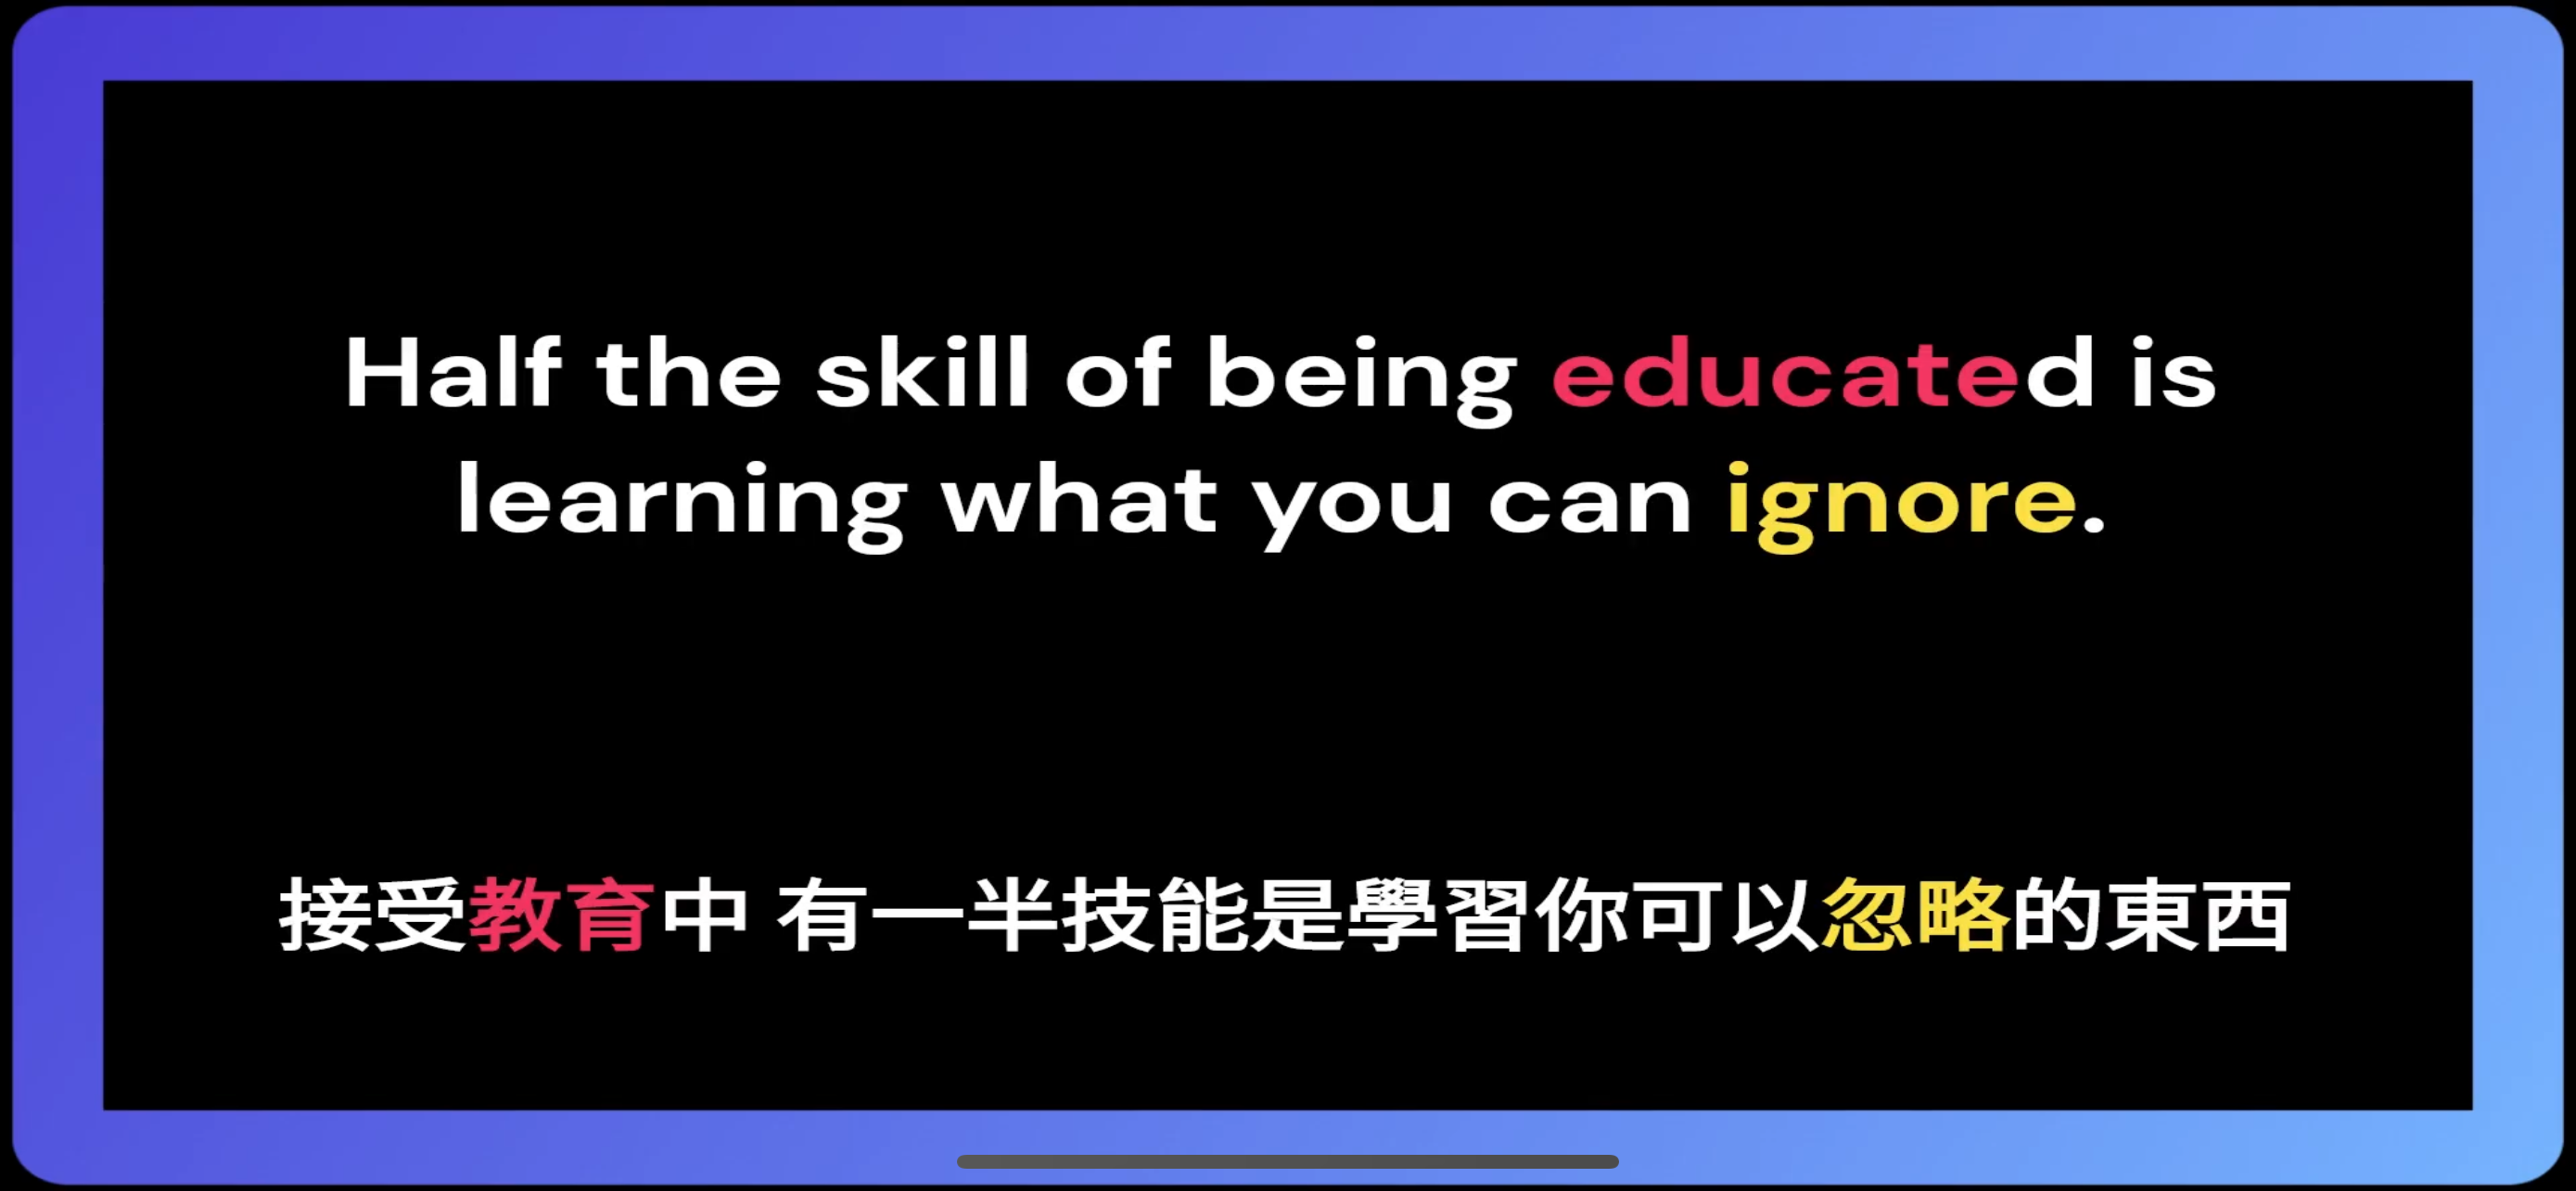 Half the skill of being educated is
learning what you can ignore.
接受教育中 有一半技能是學習你可以忽略的東西